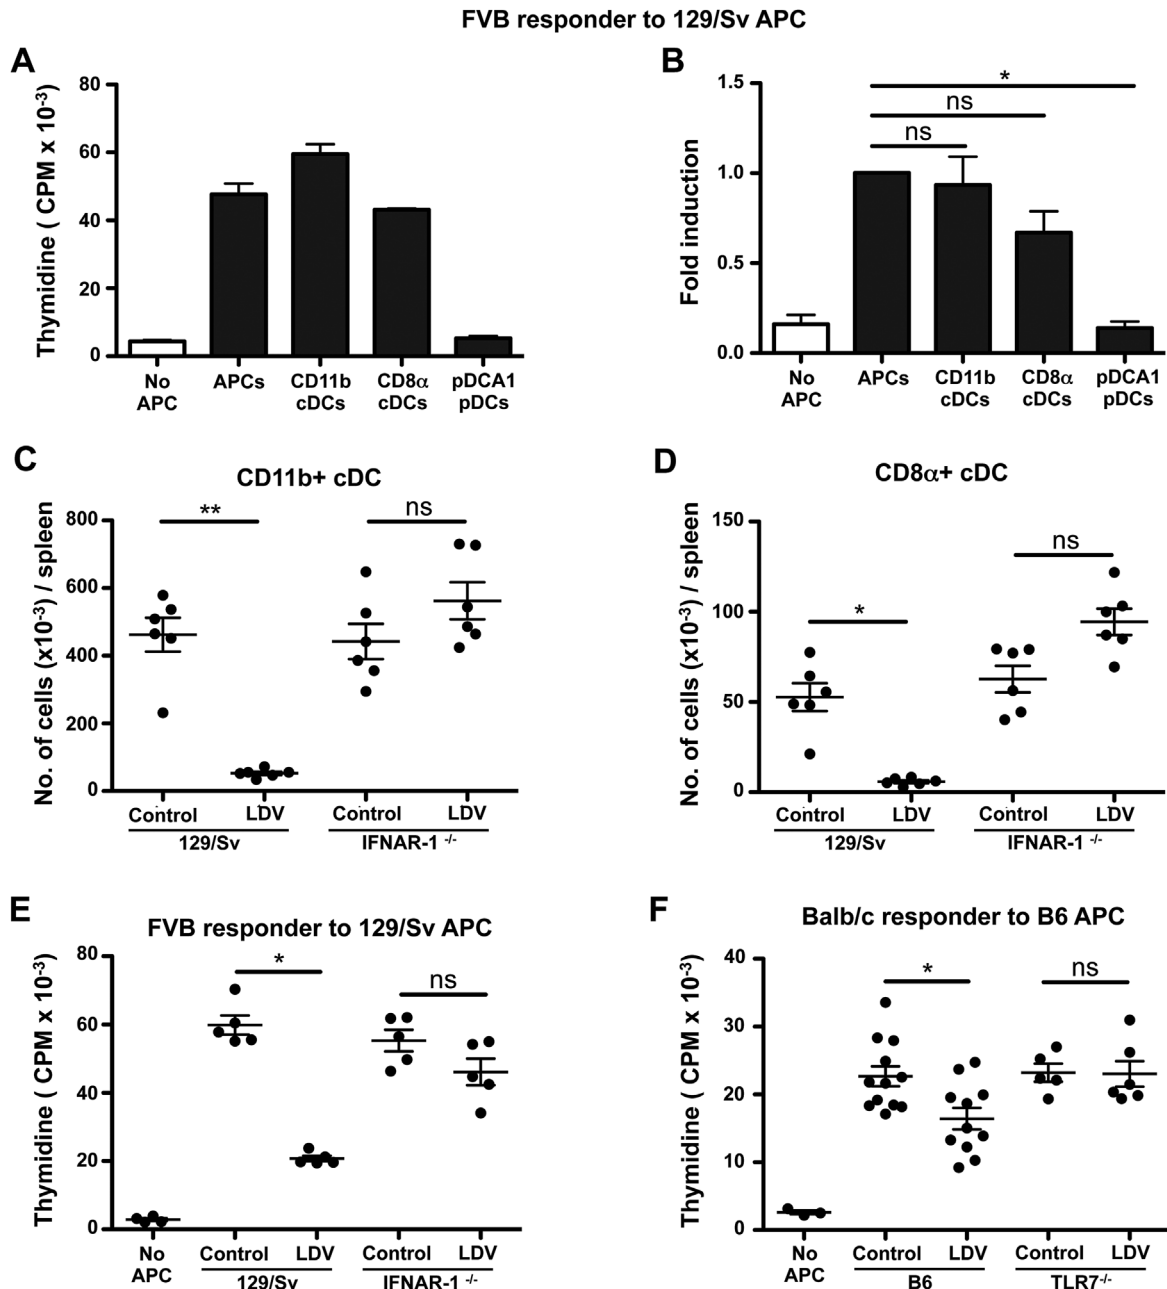 FVB responder to 129/Sv APC
A
Thymidine ( CPM x 10-3)
80
60
40
20
0
No APC
APCs
CD11b cDCs
CD8α cDCs
pDCA1 pDCs
B
Fold induction
1.5
1.0
0.5
0.0
*
ns
ns
No APC
APCs
CD11b cDCs
CD8α cDCs
pDCA1 pDCs
C
CD11b+ cDC
No. of cells (x10-3) / spleen
800
600
400
200
0
**
ns
Control
LDV
Control
LDV
129/Sv
IFNAR-1 -/-
D
CD8α+ cDC
No. of cells (x10-3) / spleen
150
100
50
0
*
ns
Control
LDV
Control
LDV
129/Sv
IFNAR-1 -/-
E
FVB responder to 129/Sv APC
Thymidine ( CPM x 10-3)
80
60
40
20
0
*
ns
No APC
Control
LDV
Control
LDV
129/Sv
IFNAR-1 -/-
F
Balb/c responder to B6 APC
Thymidine ( CPM x 10-3)
40
30
20
10
0
*
ns
No APC
Control
LDV
Control
LDV
B6
TLR7-/-